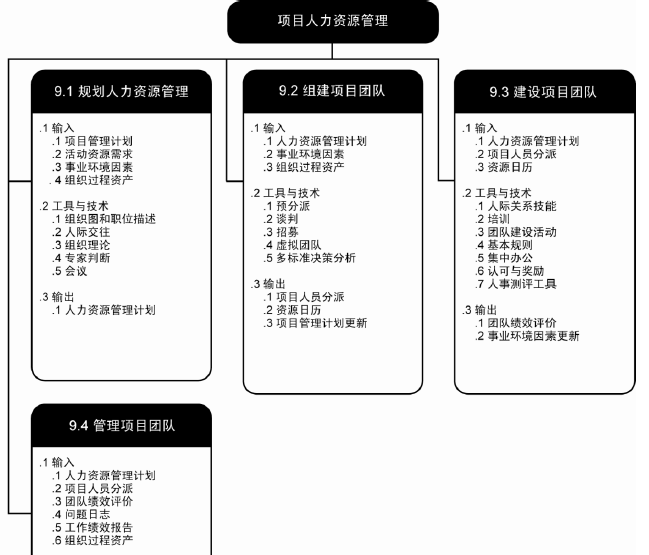 项目人力资源管理
9.1 规划人力资源管理
.1 输入
.1 项目管理计划
.2 活动资源需求
.3 事业环境因素
.4 组织过程资产
.2 工具与技术
.1 组织图和职位描述
.2 人际交往
.3 组织理论
.4 专家判断
.5 会议
.3 输出
.1 人力资源管理计划
9.2 组建项目团队
.1 输入
.1 人力资源管理计划
.2 事业环境因素
.3 组织过程资产
.2 工具与技术
.1 预分派
.2 谈判
.3 招募
.4 虚拟团队
.5 多标准决策分析
.3 输出
.1 项目人员分派
.2 资源日历
.3 项目管理计划更新
9.3 建设项目团队
.1 输入
.1 人力资源管理计划
.2 项目人员分派
.3 资源日历
.2 工具与技术
.1 人际关系技能
.2 培训
.3 团队建设活动
.4 基本规则
.5 集中办公
.6 认可与奖励
.7 人事测评工具
.3 输出
.1 团队绩效评价
.2 事业环境因素更新
9.4 管理项目团队
.1 输入
.1 人力资源管理计划
.2 项目人员分派
.3 团队绩效评价
.4 问题日志
.5 工作绩效报告
.6 组织过程资产